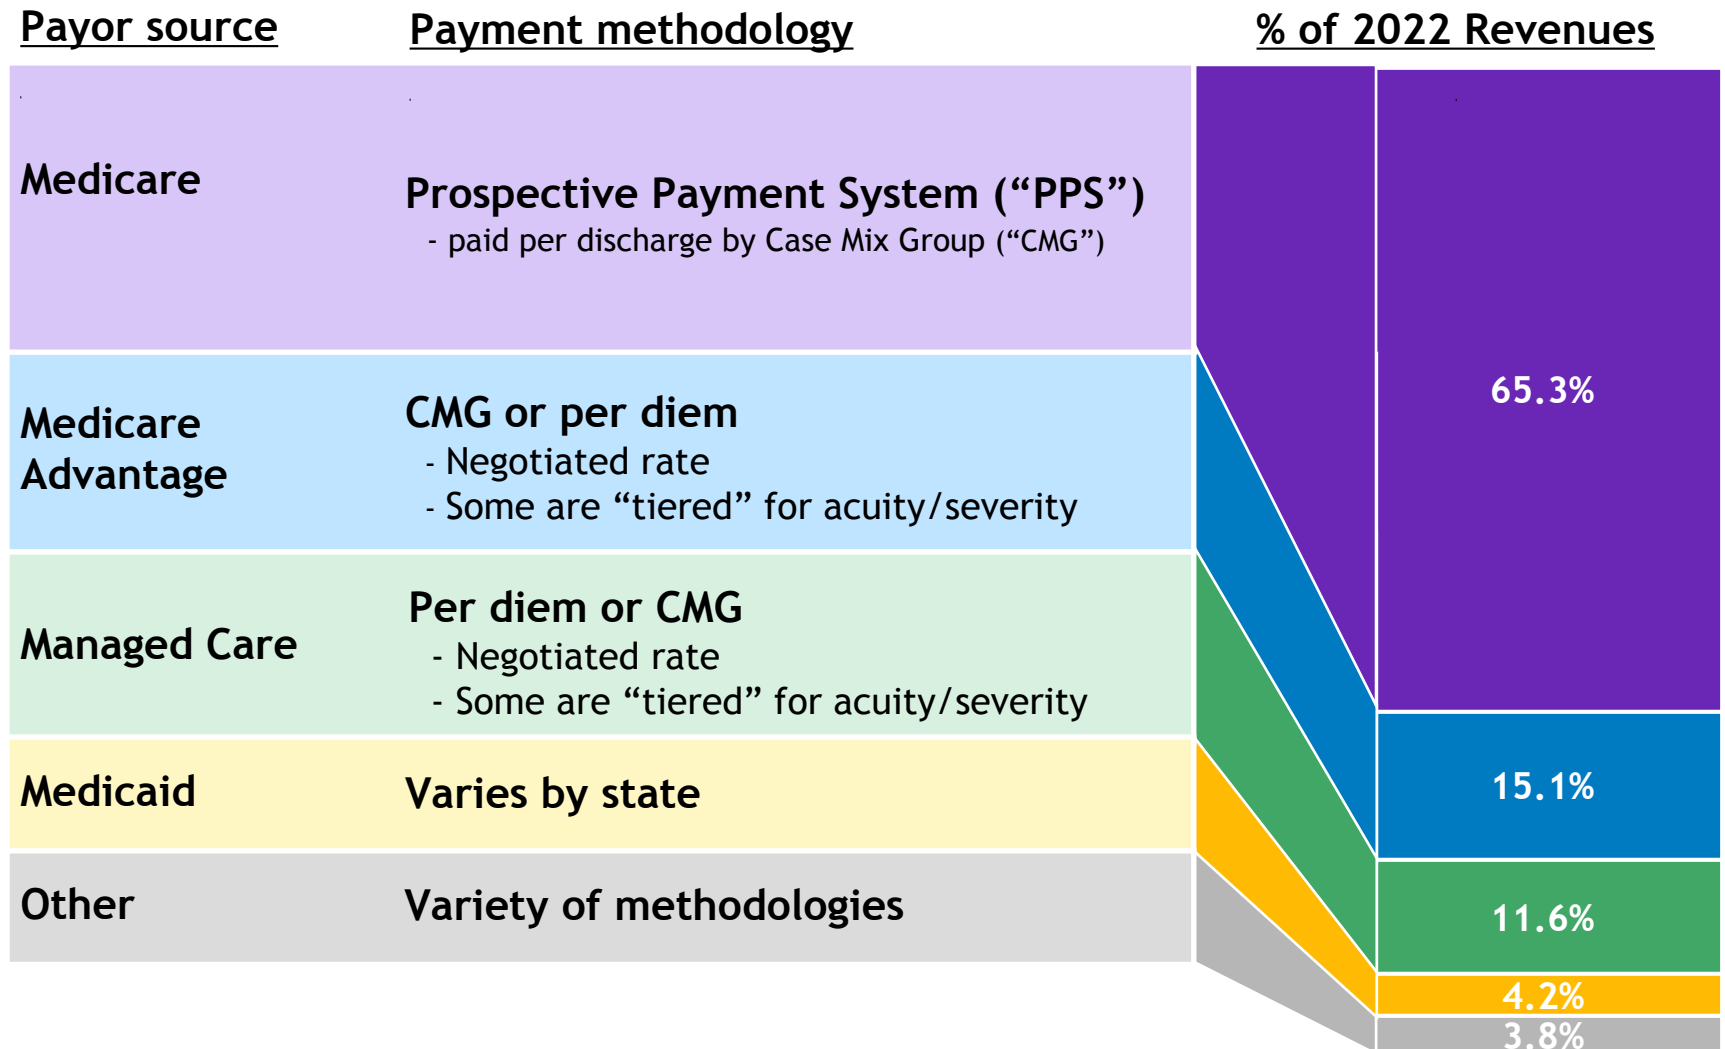 Payor source
Payment methodology
% of 2022 Revenues
Medicare
Prospective Payment System (“PPS”)
- paid per discharge by Case Mix Group (“CMG”)
65.3%
Medicare
Advantage
CMG or per diem
- Negotiated rate
- Some are “tiered” for acuity/severity
15.1%
Managed Care
Per diem or CMG
- Negotiated rate
- Some are “tiered” for acuity/severity
11.6%
Medicaid
Varies by state
4.2%
Other
Variety of methodologies
3.8%